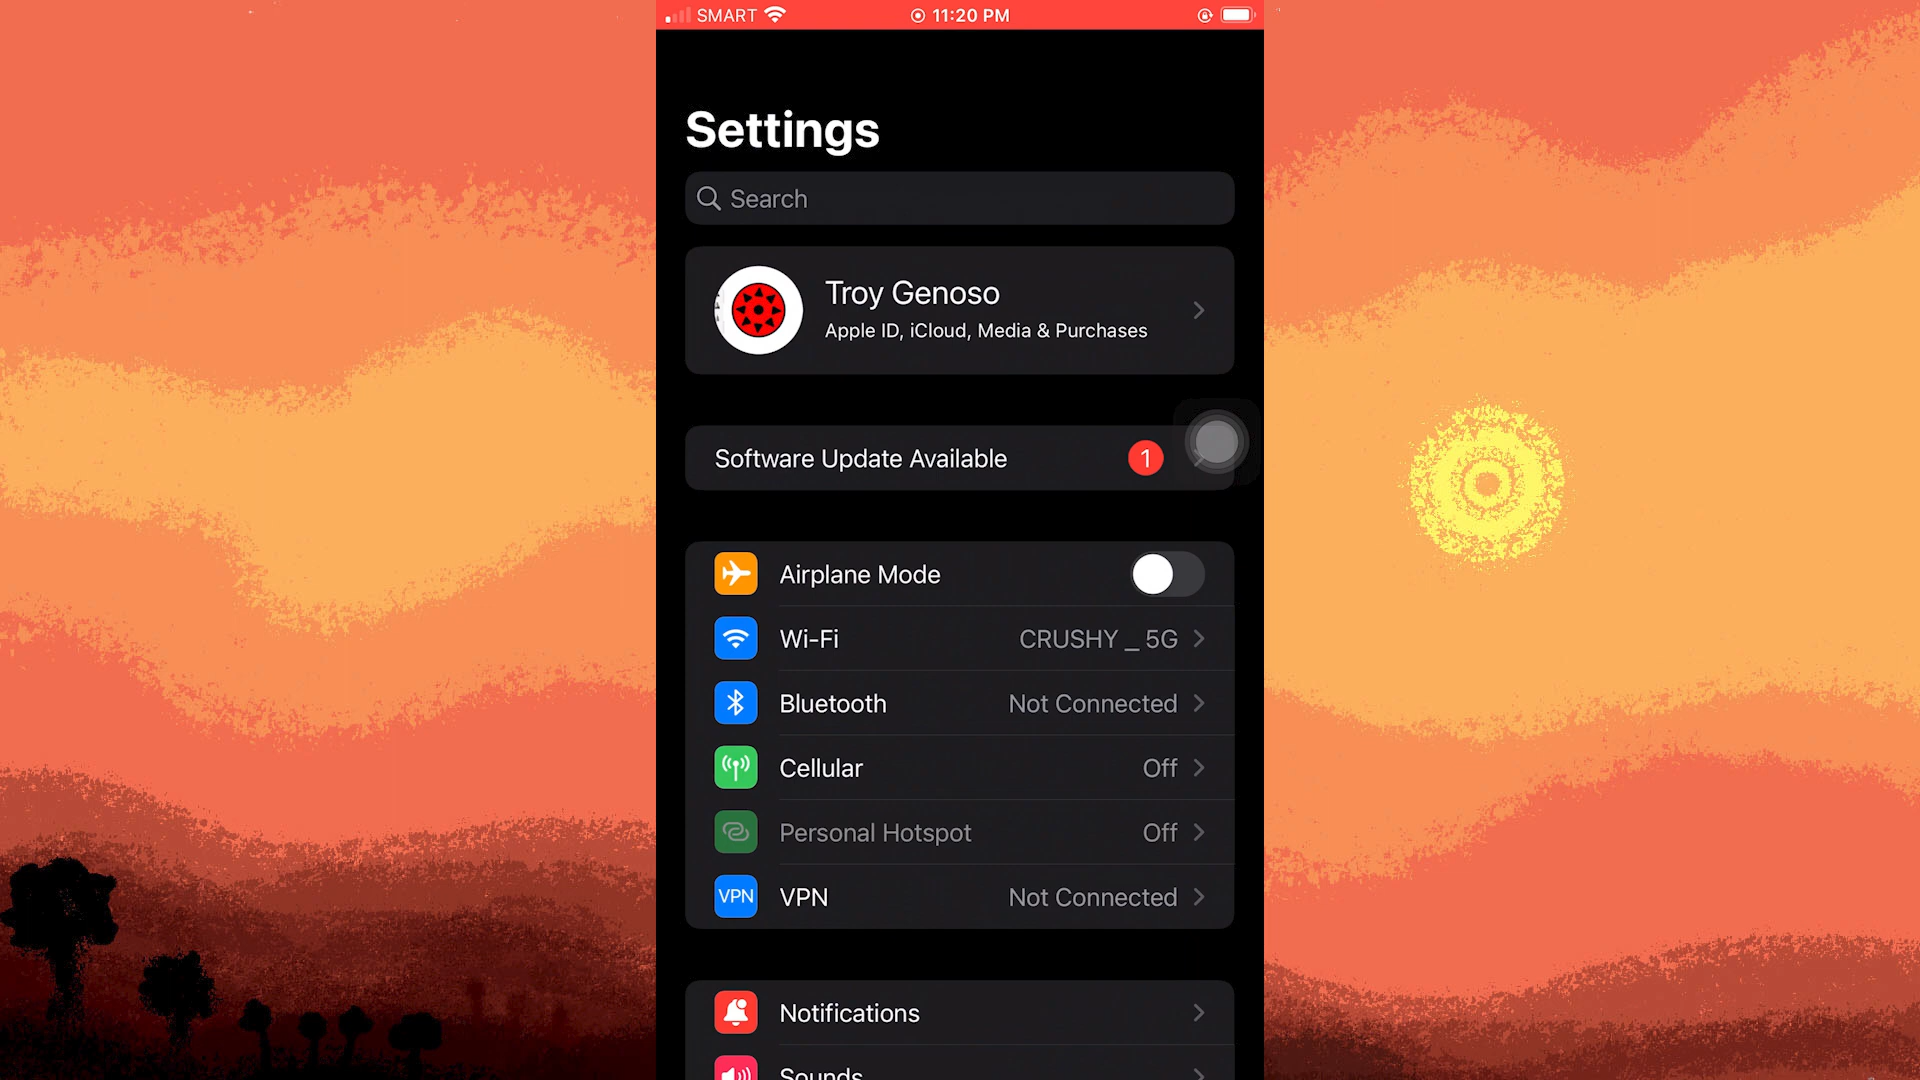 SMART 11:20 PM
Settings
Search
Troy Genoso
Apple ID, iCloud, Media & Purchases
Software Update Available 1
Airplane Mode
Wi-Fi CRUSHY _ 5G
Bluetooth Not Connected
Cellular Off
Personal Hotspot Off
VPN VPN Not Connected
Notifications
Sounds